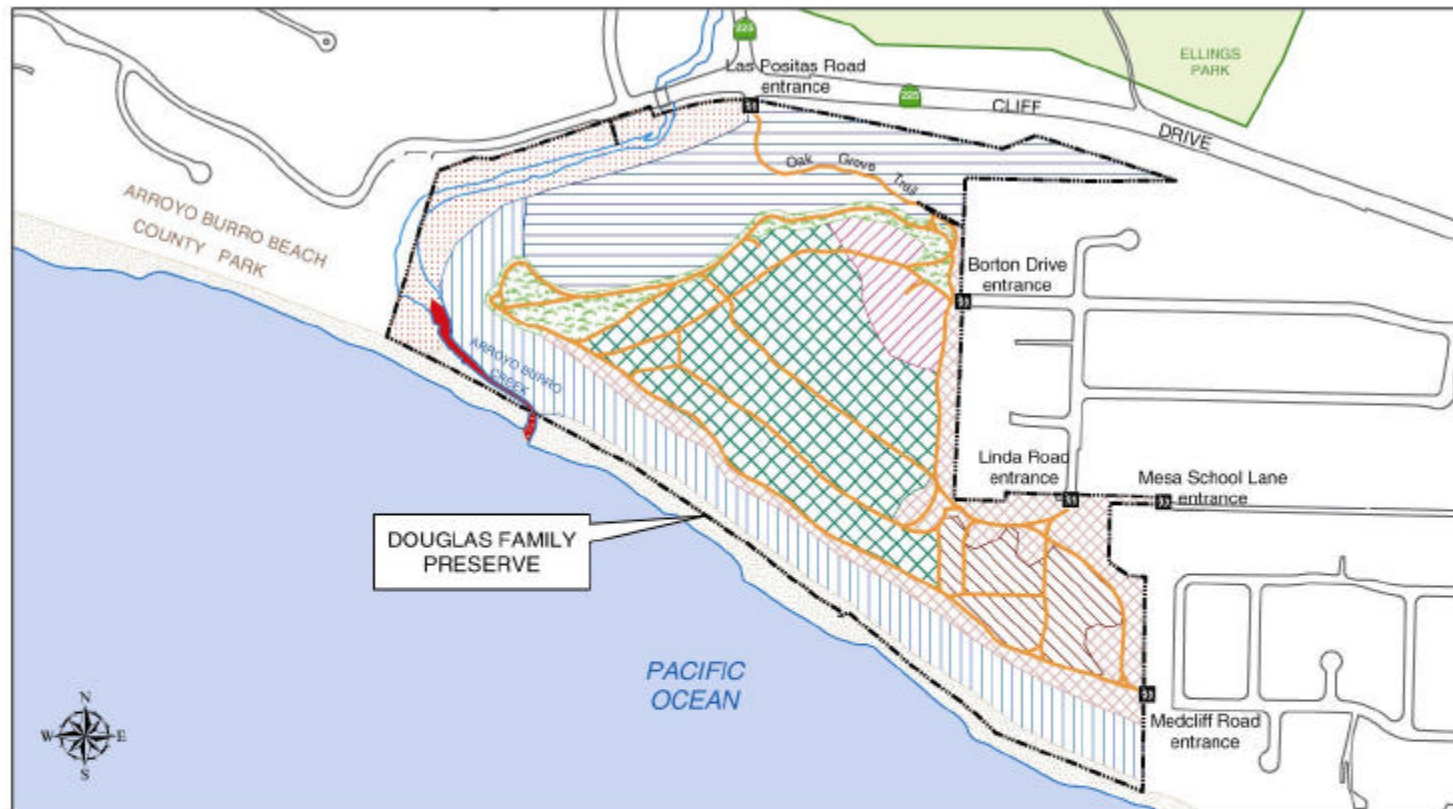 225
Las Positas Road
entrance
225
CLIFF
DRIVE
ELLINGS
PARK
Oak Grove Trail
ARROYO BURRO BEACH
COUNTY PARK
Borton Drive
entrance
ARROYO BURRO
CREEK
Linda Road
entrance
Mesa School Lane
entrance
DOUGLAS FAMILY
PRESERVE
PACIFIC
OCEAN
Medcliff Road
entrance
N
W E
S